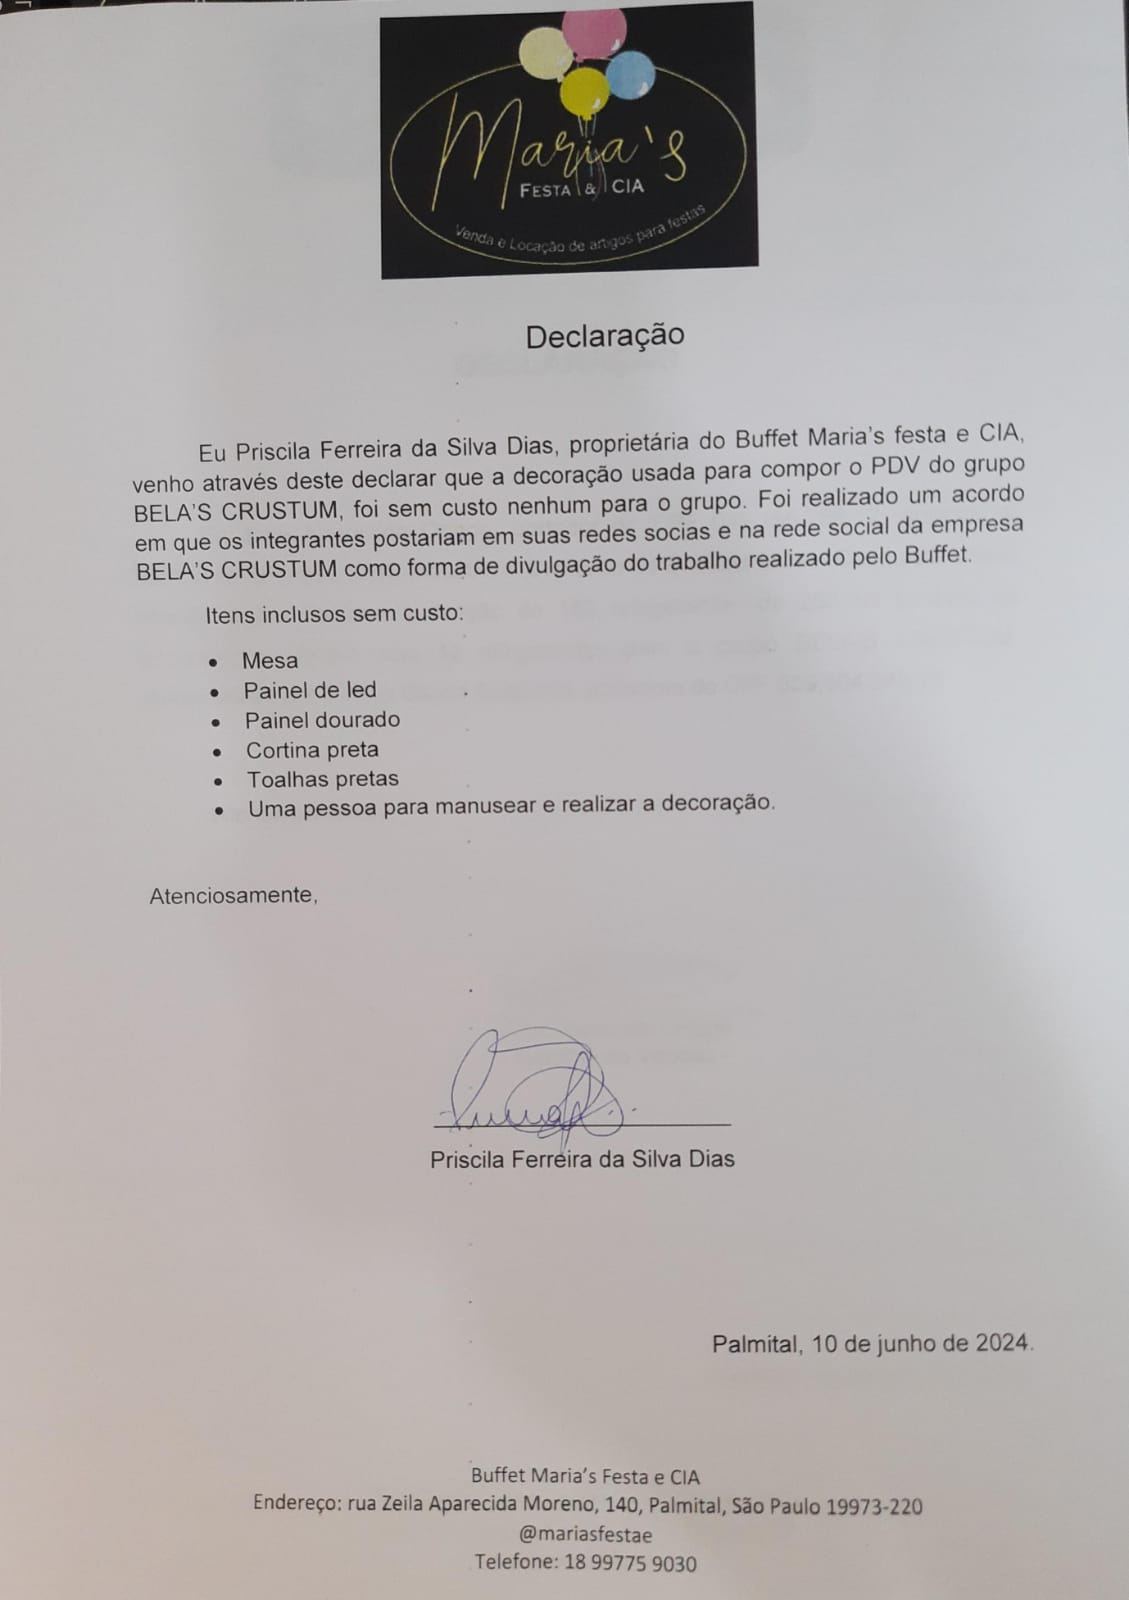 Maria's
FESTA & CIA
Venda e Locação de artigos para festas
Declaração
Eu Priscila Ferreira da Silva Dias, proprietária do Buffet Maria's festa e CIA,
venho através deste declarar que a decoração usada para compor o PDV do grupo
BELA'S CRUSTUM, foi sem custo nenhum para o grupo. Foi realizado um acordo
em que os integrantes postariam em suas redes socias e na rede social da empresa
BELA'S CRUSTUM como forma de divulgação do trabalho realizado pelo Buffet.
Itens inclusos sem custo:
• Mesa
• Painel de led
• Painel dourado
• Cortina preta
• Toalhas pretas
• Uma pessoa para manusear e realizar a decoração.
Atenciosamente,
Priscila Ferreira da Silva Dias
Palmital, 10 de junho de 2024.
Buffet Maria's Festa e CIA
Endereço: rua Zeila Aparecida Moreno, 140, Palmital, São Paulo 19973-220
@mariasfestae
Telefone: 18 99775 9030